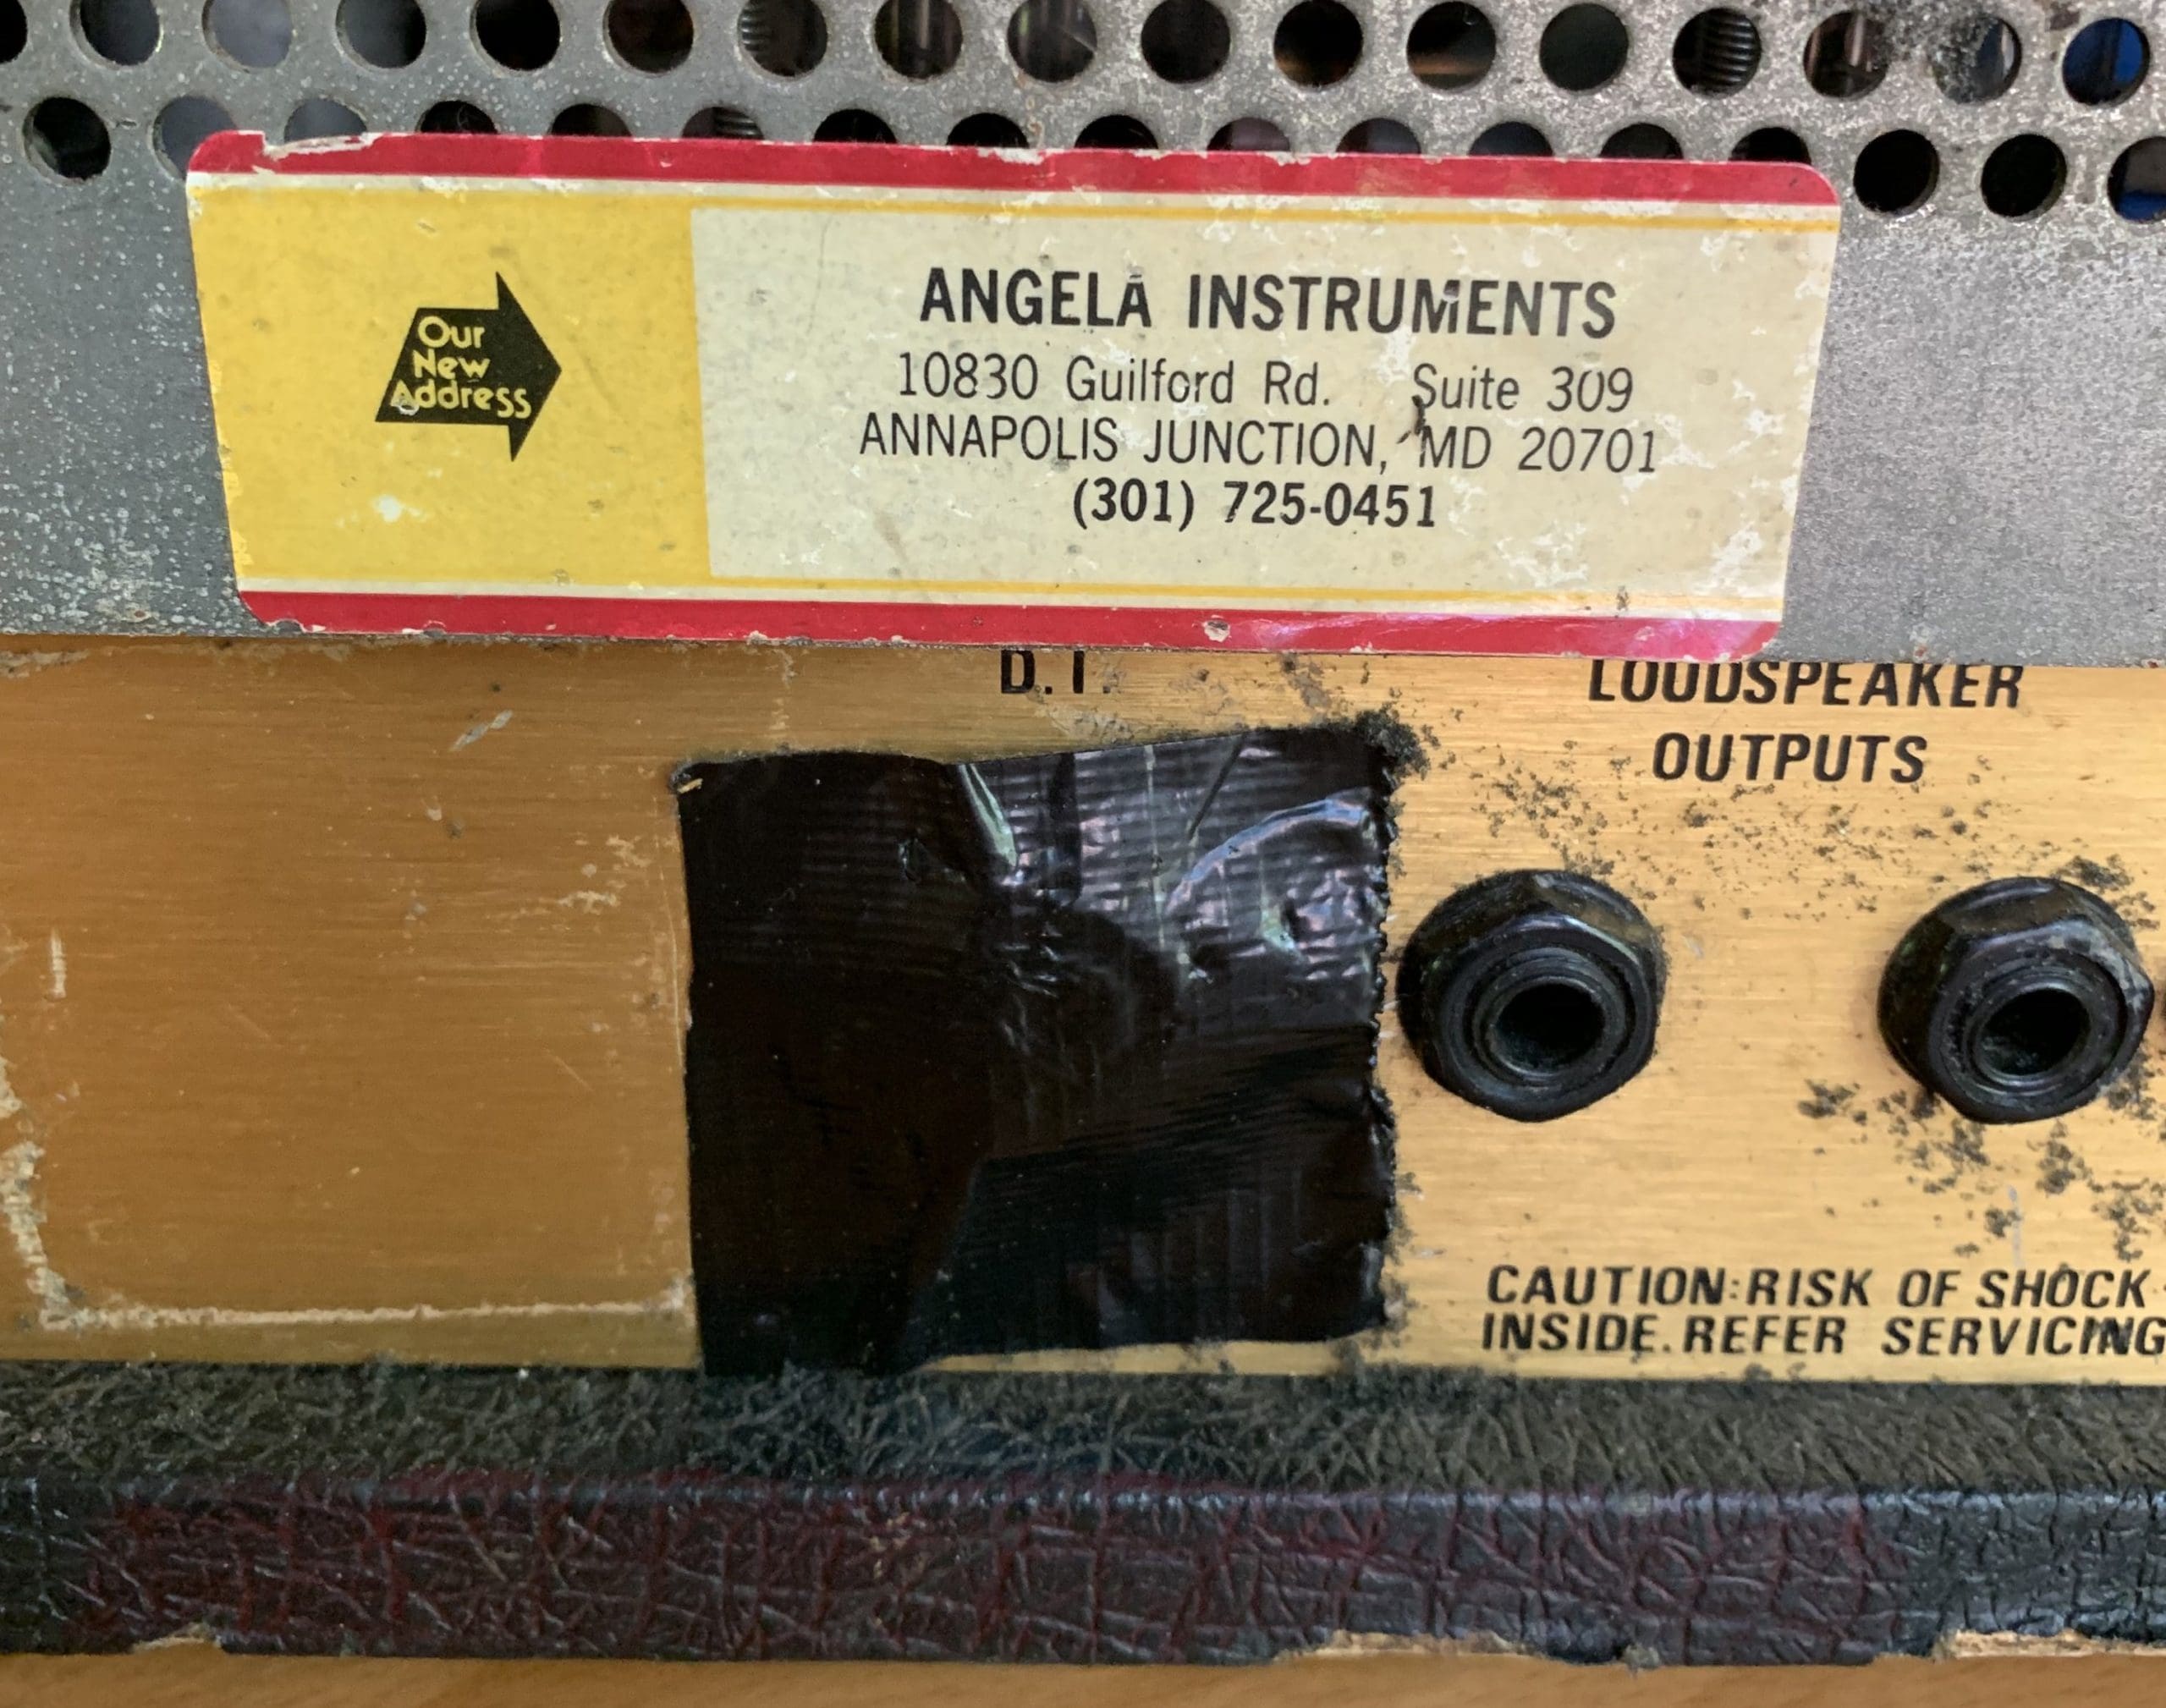 Our
New
Address
ANGELA INSTRUMENTS
10830 Guilford Rd. Suite 309
ANNAPOLIS JUNCTION, MD 20701
(301) 725-0451
D.I.
LOUDSPEAKER
OUTPUTS
CAUTION:RISK OF SHOCK
INSIDE.REFER SERVICING